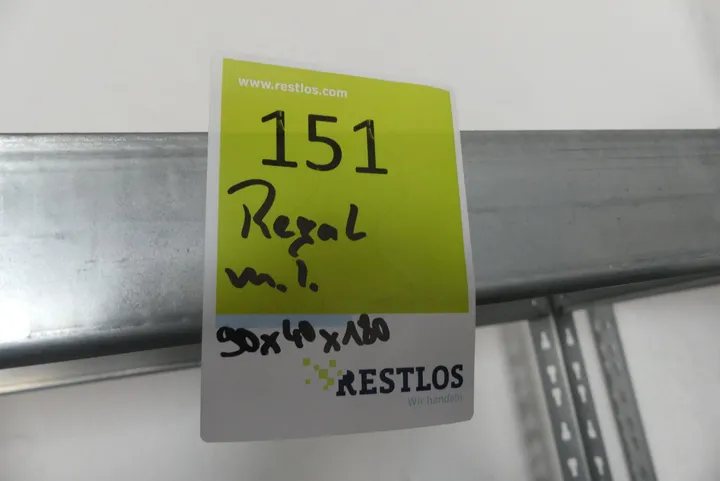 www.restlos.com
151
Regal
m. I.
90x40x180
RESTLOS
Wir handeln